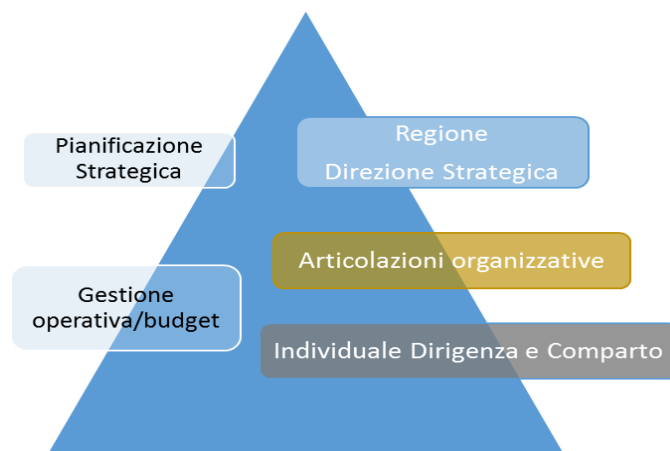 Pianificazione
Strategica
Regione
Direzione Strategica
Articolazioni organizzative
Gestione
operativa/budget
Individuale Dirigenza e Comparto